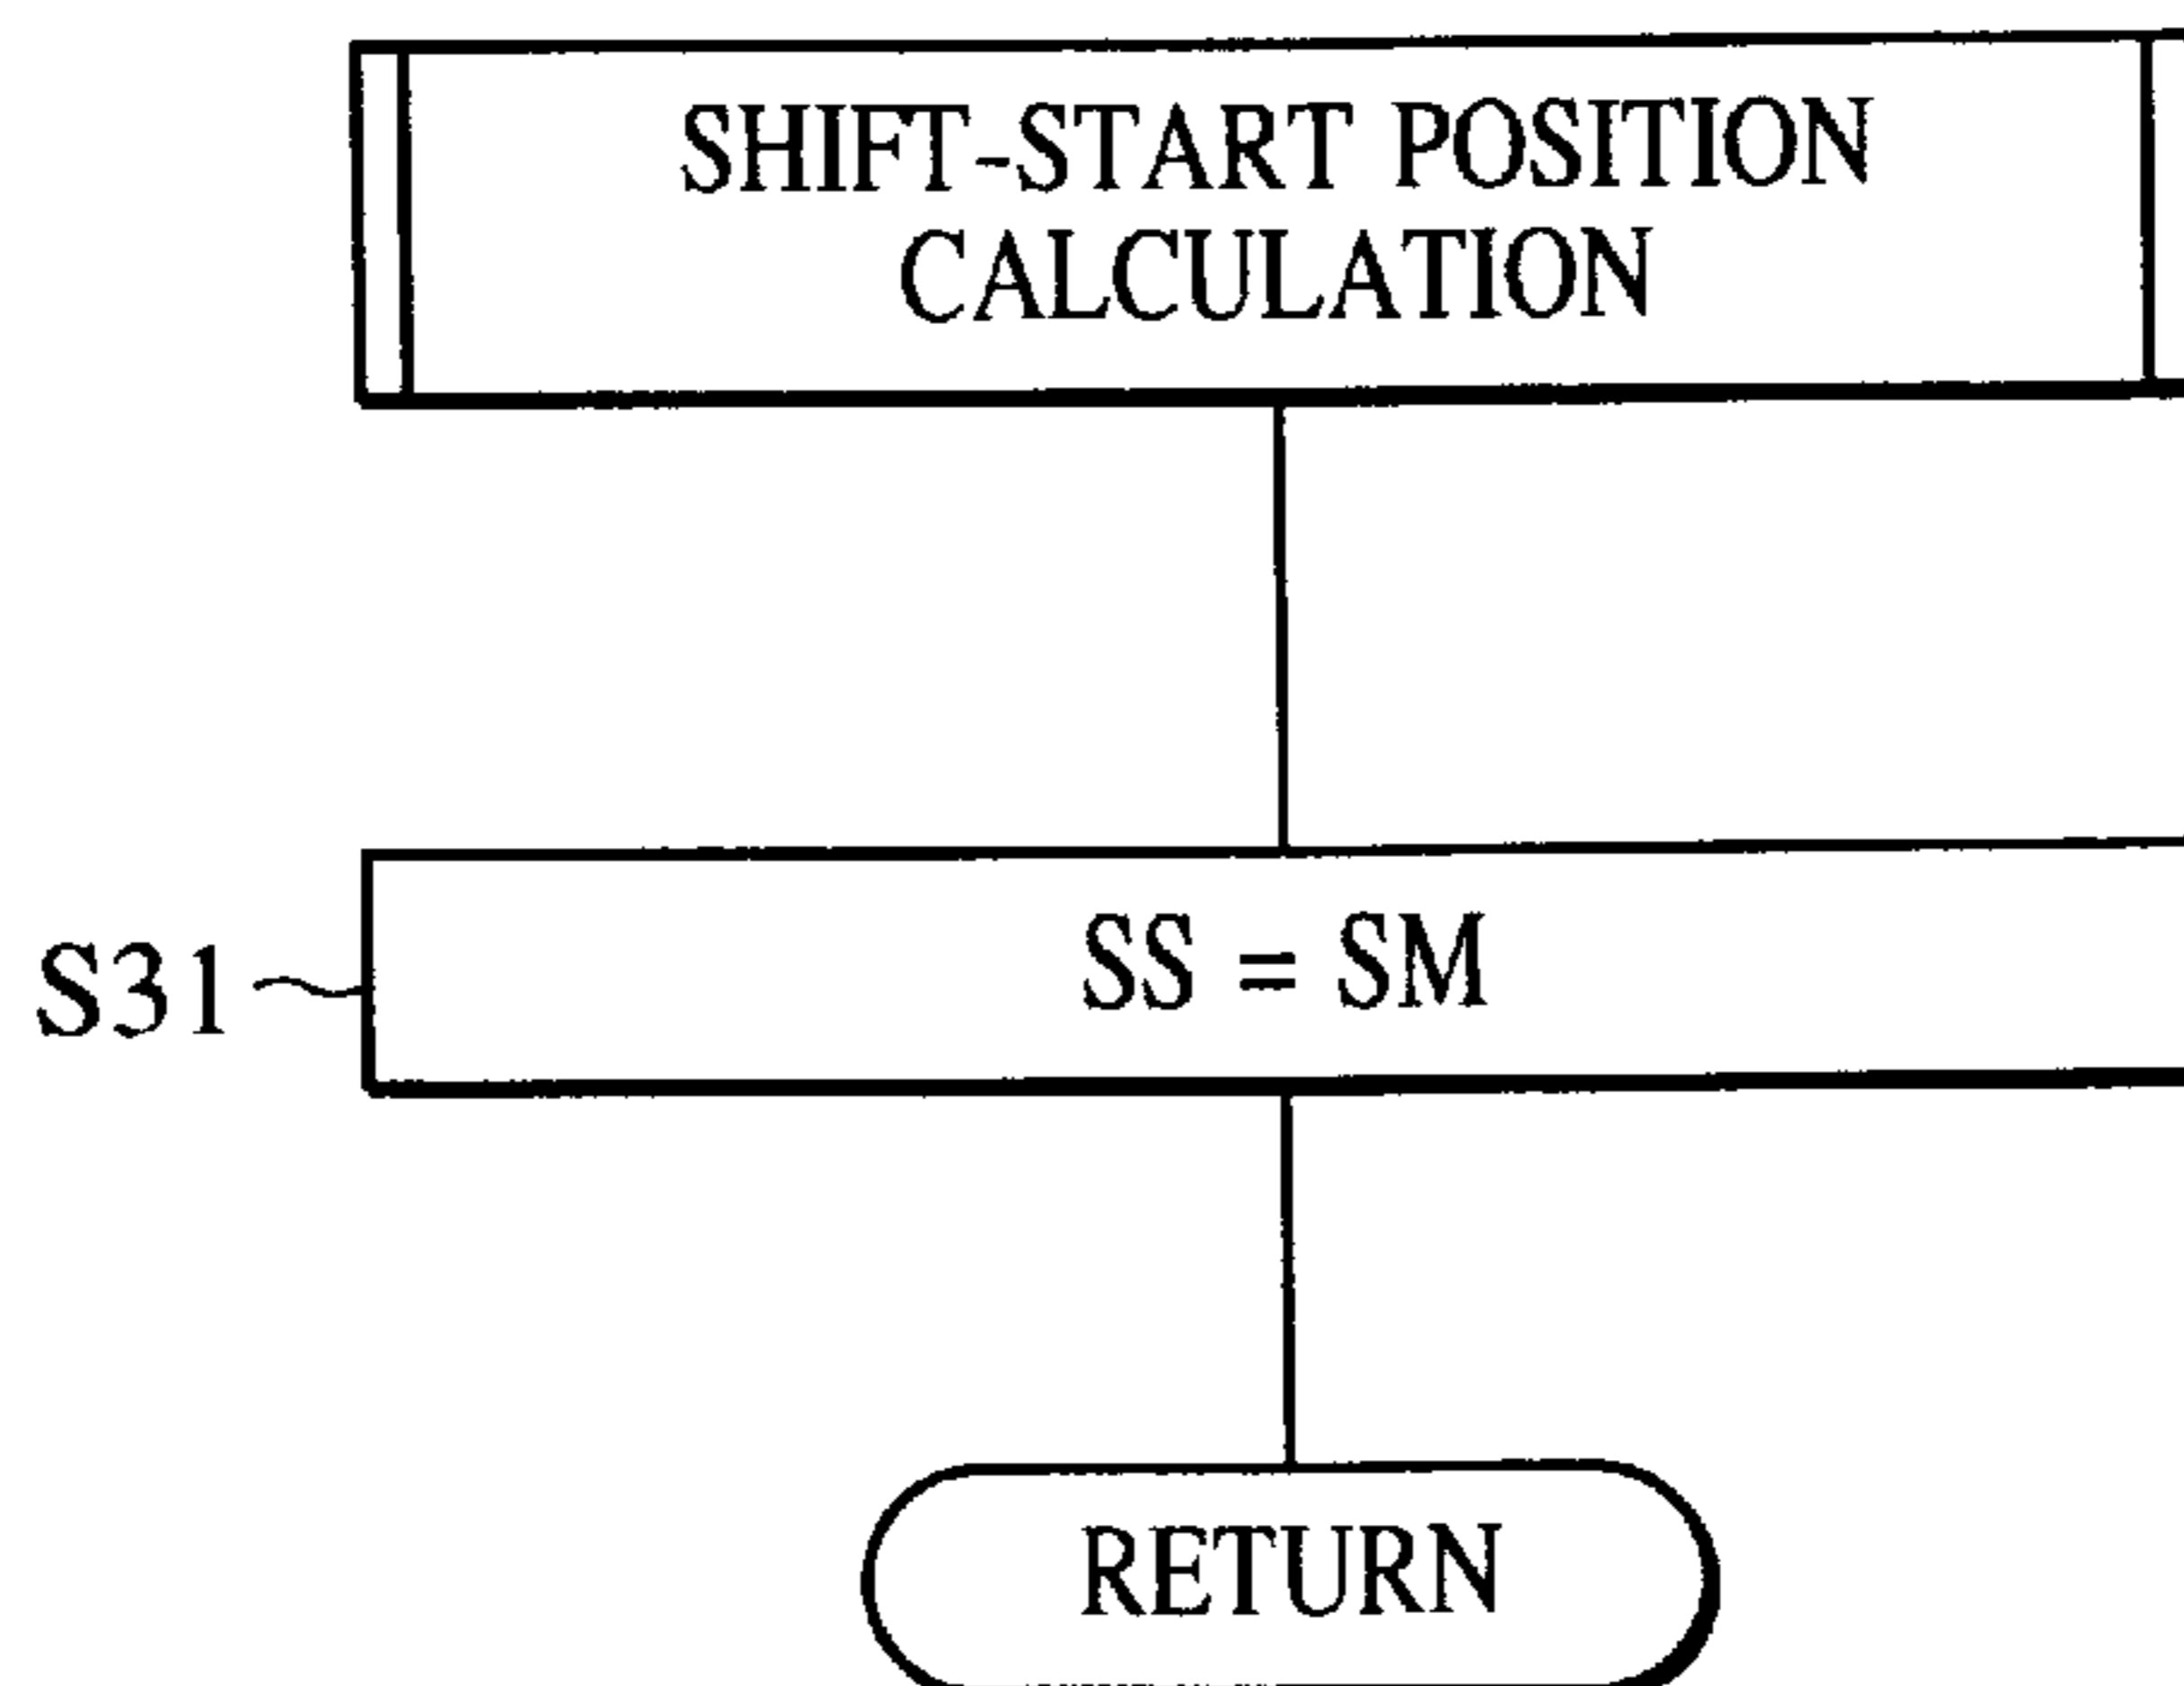 SHIFT-START POSITION
CALCULATION
S31
SS = SM
RETURN